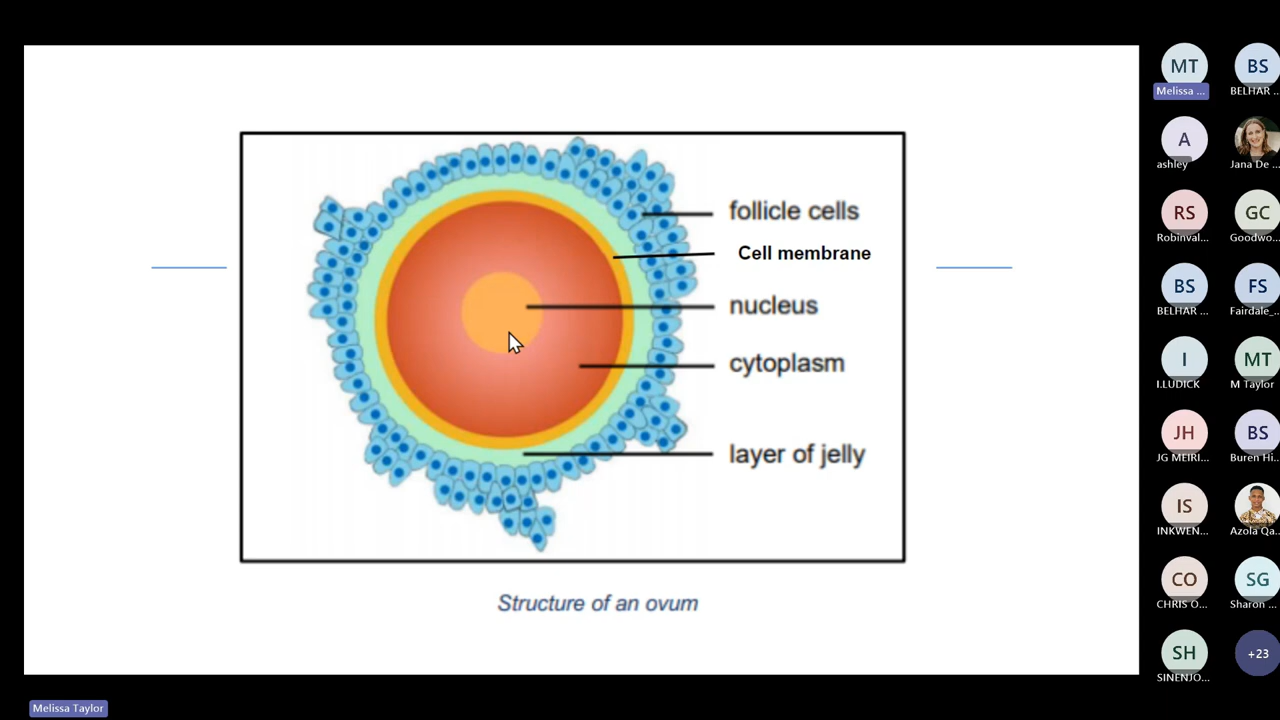 follicle cells
Cell membrane
nucleus
cytoplasm
layer of jelly
Structure of an ovum
MT
Melissa ...
BS
BELHAR ...
A
ashley
Jana De ...
RS
Robinval...
GC
Goodwo...
BS
BELHAR ...
FS
Fairdale_...
I
I.LUDICK
MT
M Taylor
JH
JG MEIRI...
BS
Buren Hi...
IS
INKWEN...
Azola Qa...
CO
CHRIS O...
SG
Sharon ...
SH
SINENJO...
+23
Melissa Taylor